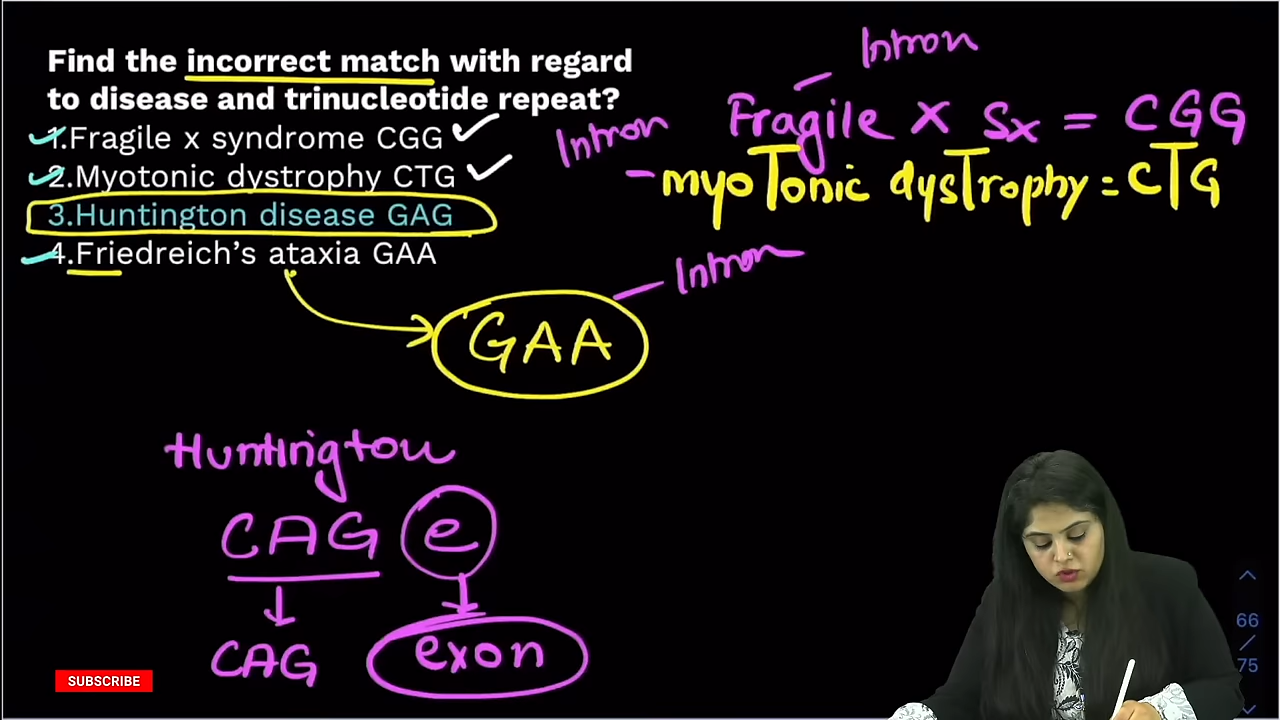 Find the incorrect match with regard
to disease and trinucleotide repeat?
1.Fragile x syndrome CGG
2.Myotonic dystrophy CTG
3.Huntington disease GAG
4.Friedreich's ataxia GAA
Intron
Fragile X Sx = CGG
Intron
myoTonic dysTrophy = CTG
Intron
GAA
Huntington
CAG e
CAG exon
SUBSCRIBE
66
/
75